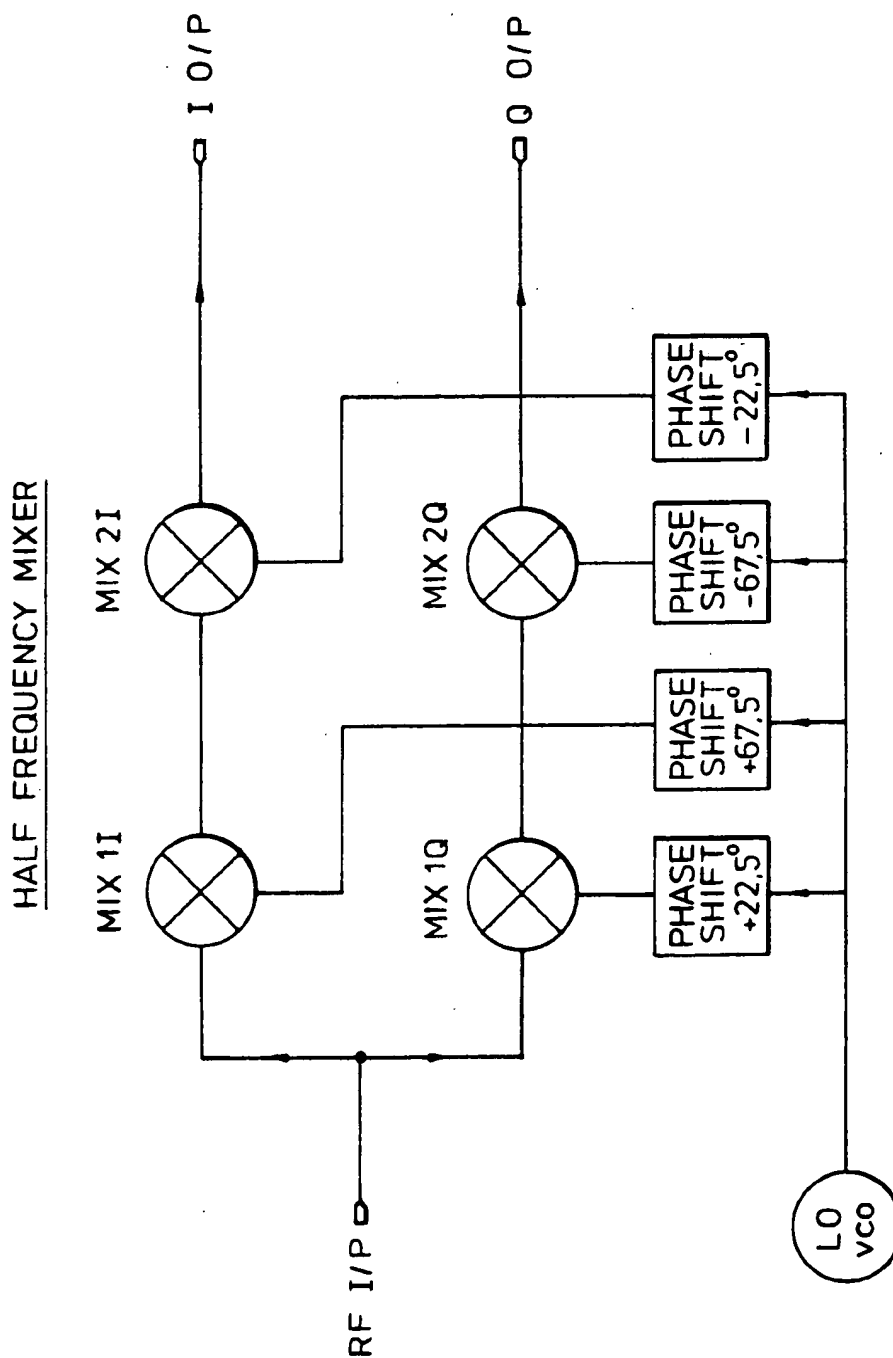 HALF FREQUENCY MIXER
MIX 1I
MIX 2I
I O/P
RF I/P
MIX 1Q
MIX 2Q
Q O/P
PHASE
SHIFT
+22,5°
PHASE
SHIFT
+67,5°
PHASE
SHIFT
-67,5°
PHASE
SHIFT
-22,5°
LO
VCO